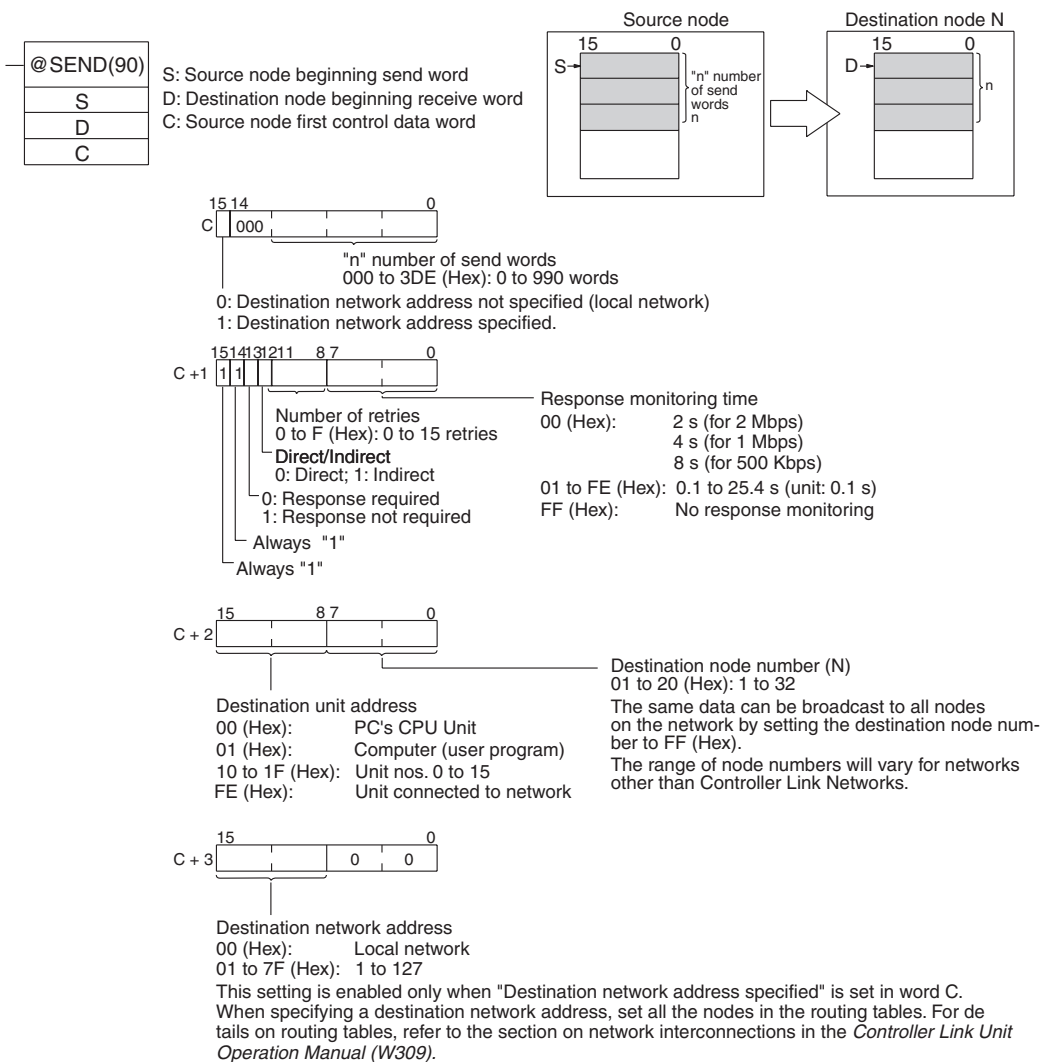 Source node
Destination node N
@SEND(90)
S
D
C
S: Source node beginning send word
D: Destination node beginning receive word
C: Source node first control data word
15 0
S
"n" number
of send
words
n
15 0
D
n
15 14 0
C
000
"n" number of send words
000 to 3DE (Hex): 0 to 990 words
0: Destination network address not specified (local network)
1: Destination network address specified.
15 14 13 12 11 8 7 0
C +1
1 1
Number of retries
0 to F (Hex): 0 to 15 retries
Direct/Indirect
0: Direct; 1: Indirect
0: Response required
1: Response not required
Always "1"
Always "1"
Response monitoring time
00 (Hex): 2 s (for 2 Mbps)
4 s (for 1 Mbps)
8 s (for 500 Kbps)
01 to FE (Hex): 0.1 to 25.4 s (unit: 0.1 s)
FF (Hex): No response monitoring
15 8 7 0
C + 2
Destination unit address
00 (Hex): PC's CPU Unit
01 (Hex): Computer (user program)
10 to 1F (Hex): Unit nos. 0 to 15
FE (Hex): Unit connected to network
Destination node number (N)
01 to 20 (Hex): 1 to 32
The same data can be broadcast to all nodes
on the network by setting the destination node num-
ber to FF (Hex).
The range of node numbers will vary for networks
other than Controller Link Networks.
15 0
C + 3
0 0
Destination network address
00 (Hex): Local network
01 to 7F (Hex): 1 to 127
This setting is enabled only when "Destination network address specified" is set in word C.
When specifying a destination network address, set all the nodes in the routing tables. For de
tails on routing tables, refer to the section on network interconnections in the Controller Link Unit
Operation Manual (W309).